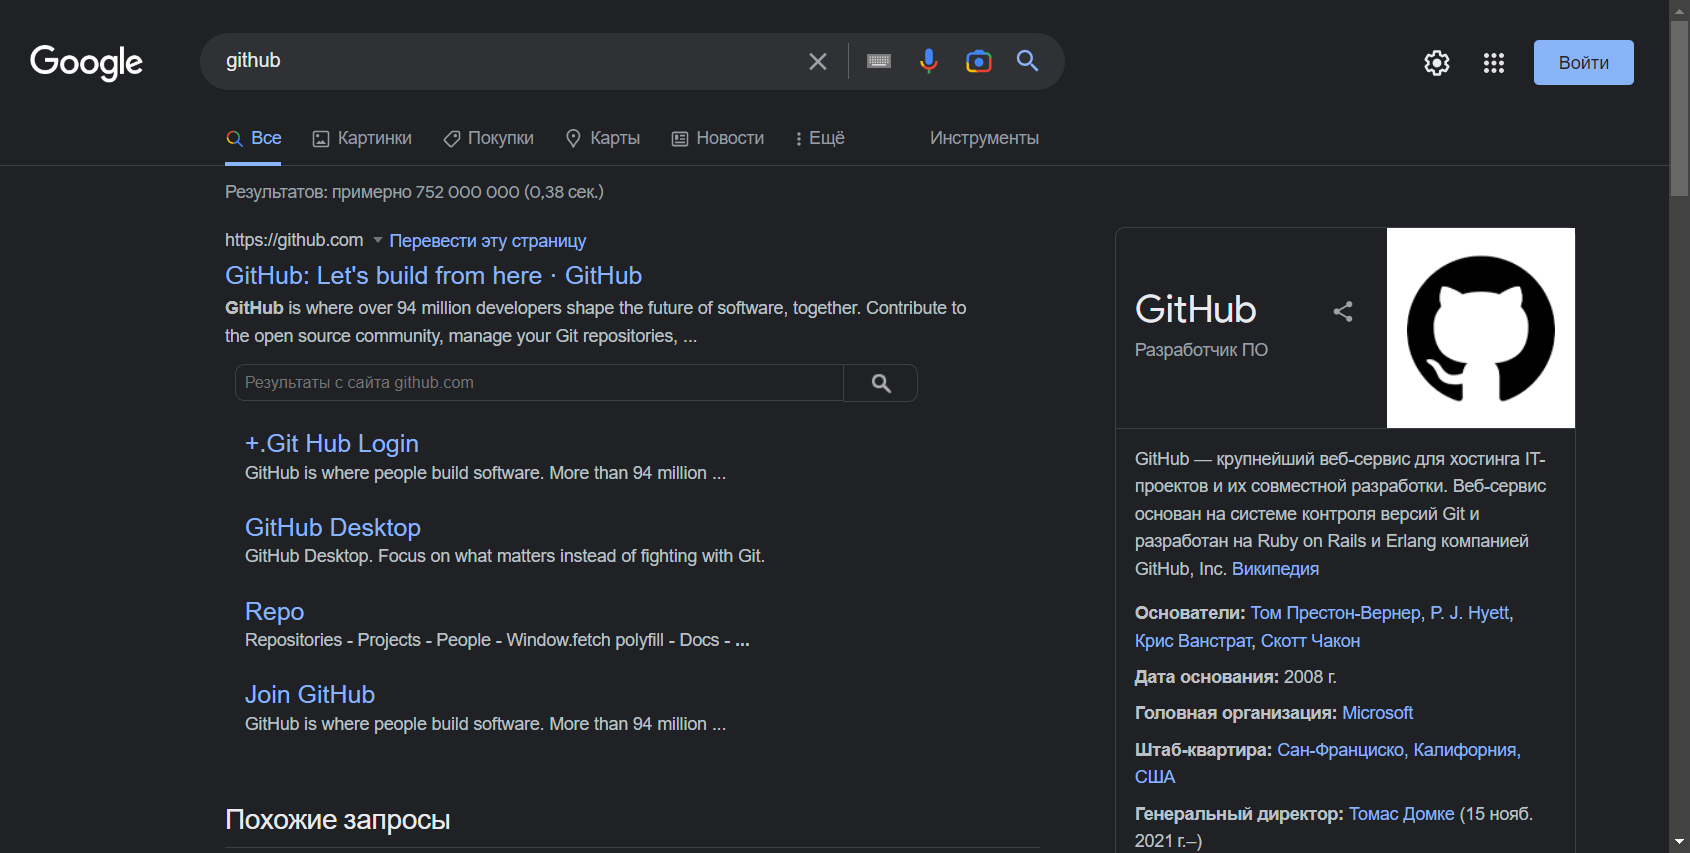 Google
github
Войти
Все
Картинки
Покупки
Карты
Новости
Ещё
Инструменты
Результатов: примерно 752 000 000 (0,38 сек.)
https://github.com Перевести эту страницу
GitHub: Let's build from here · GitHub
GitHub is where over 94 million developers shape the future of software, together. Contribute to
the open source community, manage your Git repositories, ...
Результаты с сайта github.com
+.Git Hub Login
GitHub is where people build software. More than 94 million ...
GitHub Desktop
GitHub Desktop. Focus on what matters instead of fighting with Git.
Repo
Repositories - Projects - People - Window.fetch polyfill - Docs - ...
Join GitHub
GitHub is where people build software. More than 94 million ...
Похожие запросы
GitHub
Разработчик ПО
GitHub — крупнейший веб-сервис для хостинга IT-
проектов и их совместной разработки. Веб-сервис
основан на системе контроля версий Git и
разработан на Ruby on Rails и Erlang компанией
GitHub, Inc. Википедия
Основатели: Том Престон-Вернер, P. J. Hyett,
Крис Ванстрат, Скотт Чакон
Дата основания: 2008 г.
Головная организация: Microsoft
Штаб-квартира: Сан-Франциско, Калифорния,
США
Генеральный директор: Томас Домке (15 нояб.
2021 г.–)